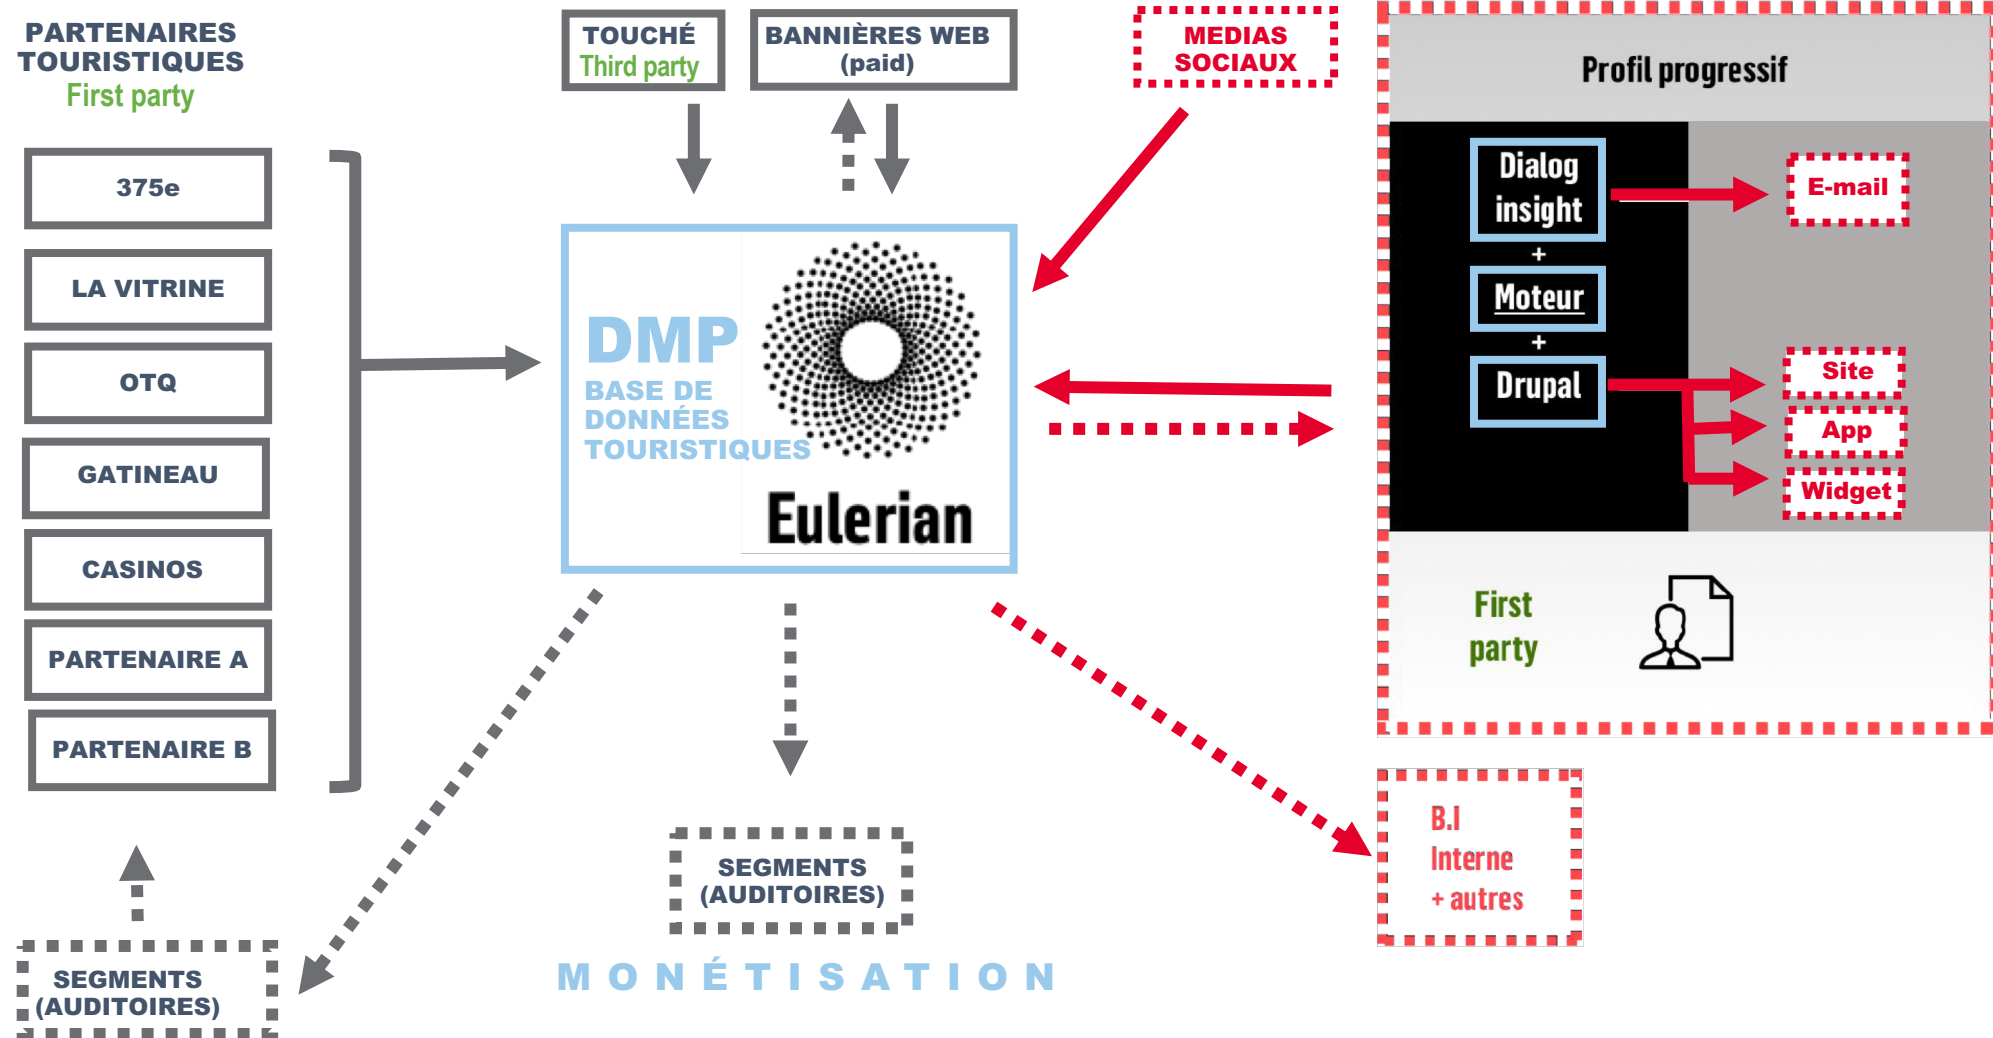 PARTENAIRES
TOURISTIQUES
First party
375e
LA VITRINE
OTQ
GATINEAU
CASINOS
PARTENAIRE A
PARTENAIRE B
SEGMENTS
(AUDITOIRES)
TOUCHÉ
Third party
BANNIÈRES WEB
(paid)
MEDIAS
SOCIAUX
DMP
BASE DE
DONNÉES
TOURISTIQUES
Eulerian
SEGMENTS
(AUDITOIRES)
MONÉTISATION
Profil progressif
Dialog
insight
+
Moteur
+
Drupal
E-mail
Site
App
Widget
First
party
B.I
Interne
+ autres